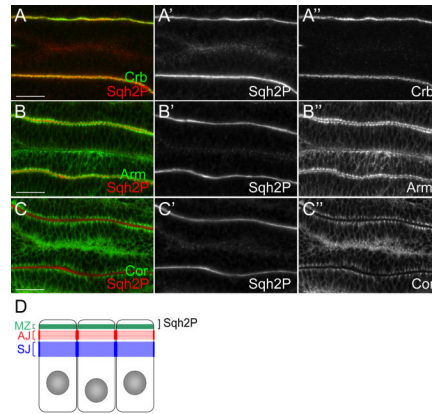 A
Crb
Sqh2P
A'
Sqh2P
A''
Crb
B
Arm
Sqh2P
B'
Sqh2P
B''
Arm
C
Cor
Sqh2P
C'
Sqh2P
C''
Cor
D
MZ
Sqh2P
AJ
SJ